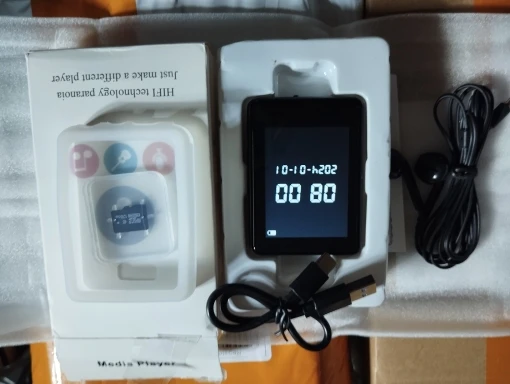 HIFI technology paranoia
Just make a different player
08 00
2024-01-01
Media Player